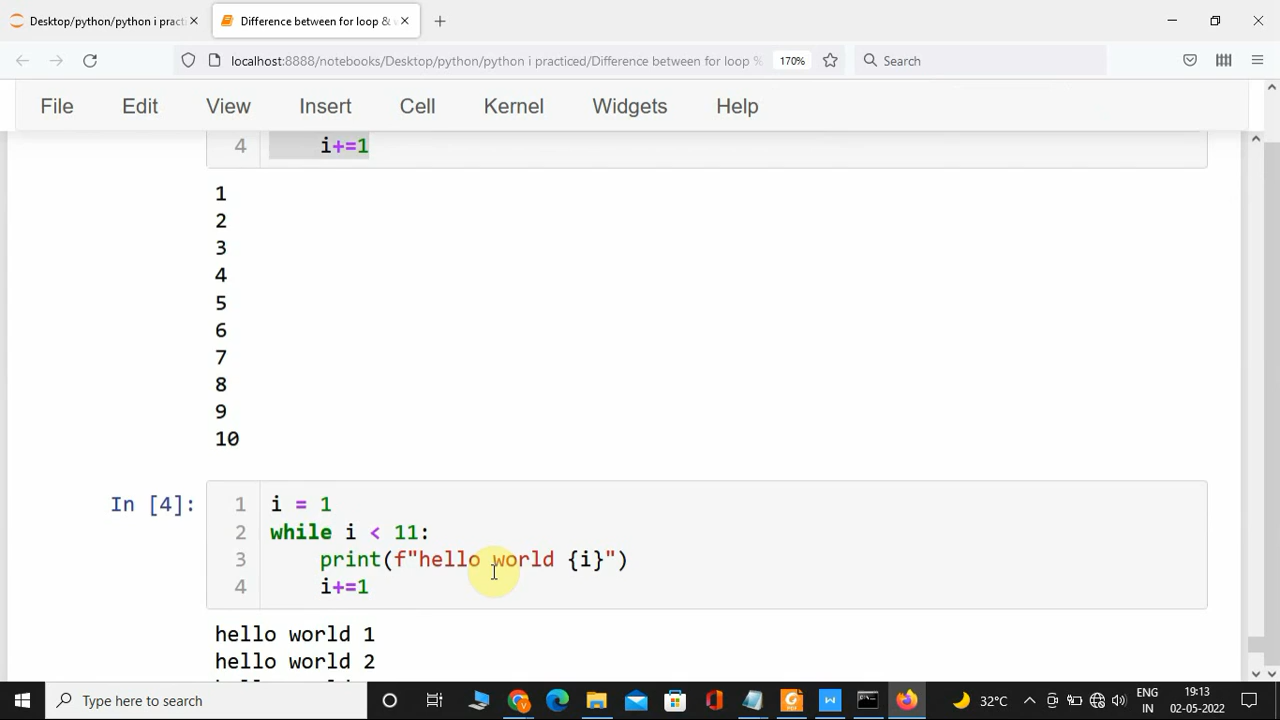 Desktop/python/python i practi
Difference between for loop & w
localhost:8888/notebooks/Desktop/python/python i practiced/Difference between for loop %
170%
Search
File Edit View Insert Cell Kernel Widgets Help
4 i+=1
1
2
3
4
5
6
7
8
9
10
In [4]:
1 i = 1
2 while i < 11:
3 print(f"hello world {i}")
4 i+=1
hello world 1
hello world 2
Type here to search
32°C
ENG
IN
19:13
02-05-2022